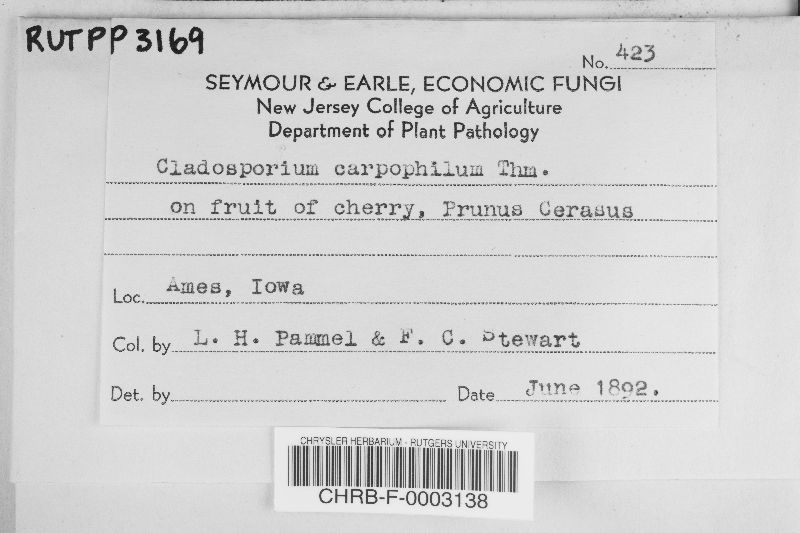 RUTPP3169
No. 423
SEYMOUR & EARLE, ECONOMIC FUNGI
New Jersey College of Agriculture
Department of Plant Pathology
Cladosporium carpophilum Thm.
on fruit of cherry, Prunus Cerasus
Loc. Ames, Iowa
Col. by L. H. Pammel & F. C. Stewart
Det. by
Date June 1892.
CHRYSLER HERBARIUM - RUTGERS UNIVERSITY
CHRB-F-0003138